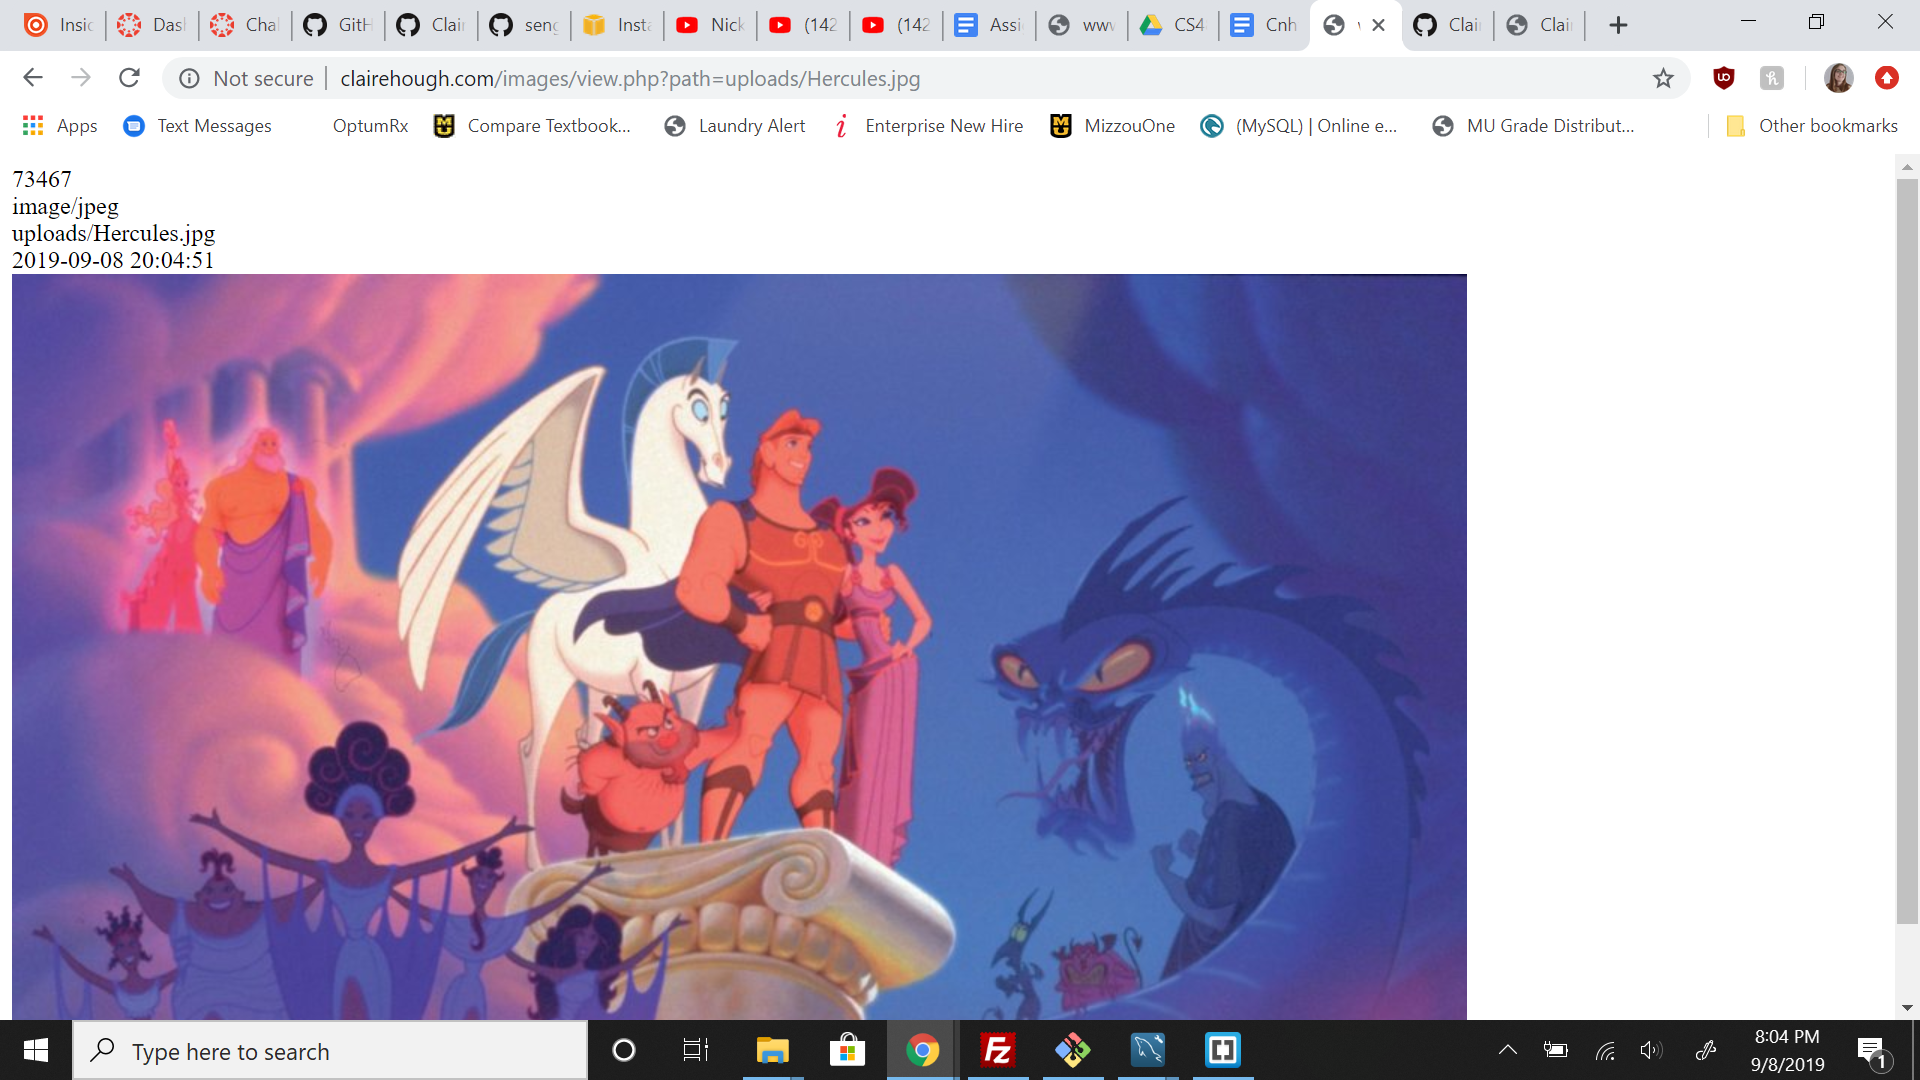 Insic
Dasl
Chal
GitH
Clair
seng
Insta
Nick
(142
(142
Assi
www
CS4
Cnh
Clair
Clair
Not secure
clairehough.com/images/view.php?path=uploads/Hercules.jpg
Apps
Text Messages
OptumRx
Compare Textbook...
Laundry Alert
Enterprise New Hire
MizzouOne
(MySQL) | Online e...
MU Grade Distribut...
Other bookmarks
73467
image/jpeg
uploads/Hercules.jpg
2019-09-08 20:04:51
Type here to search
8:04 PM
9/8/2019
1